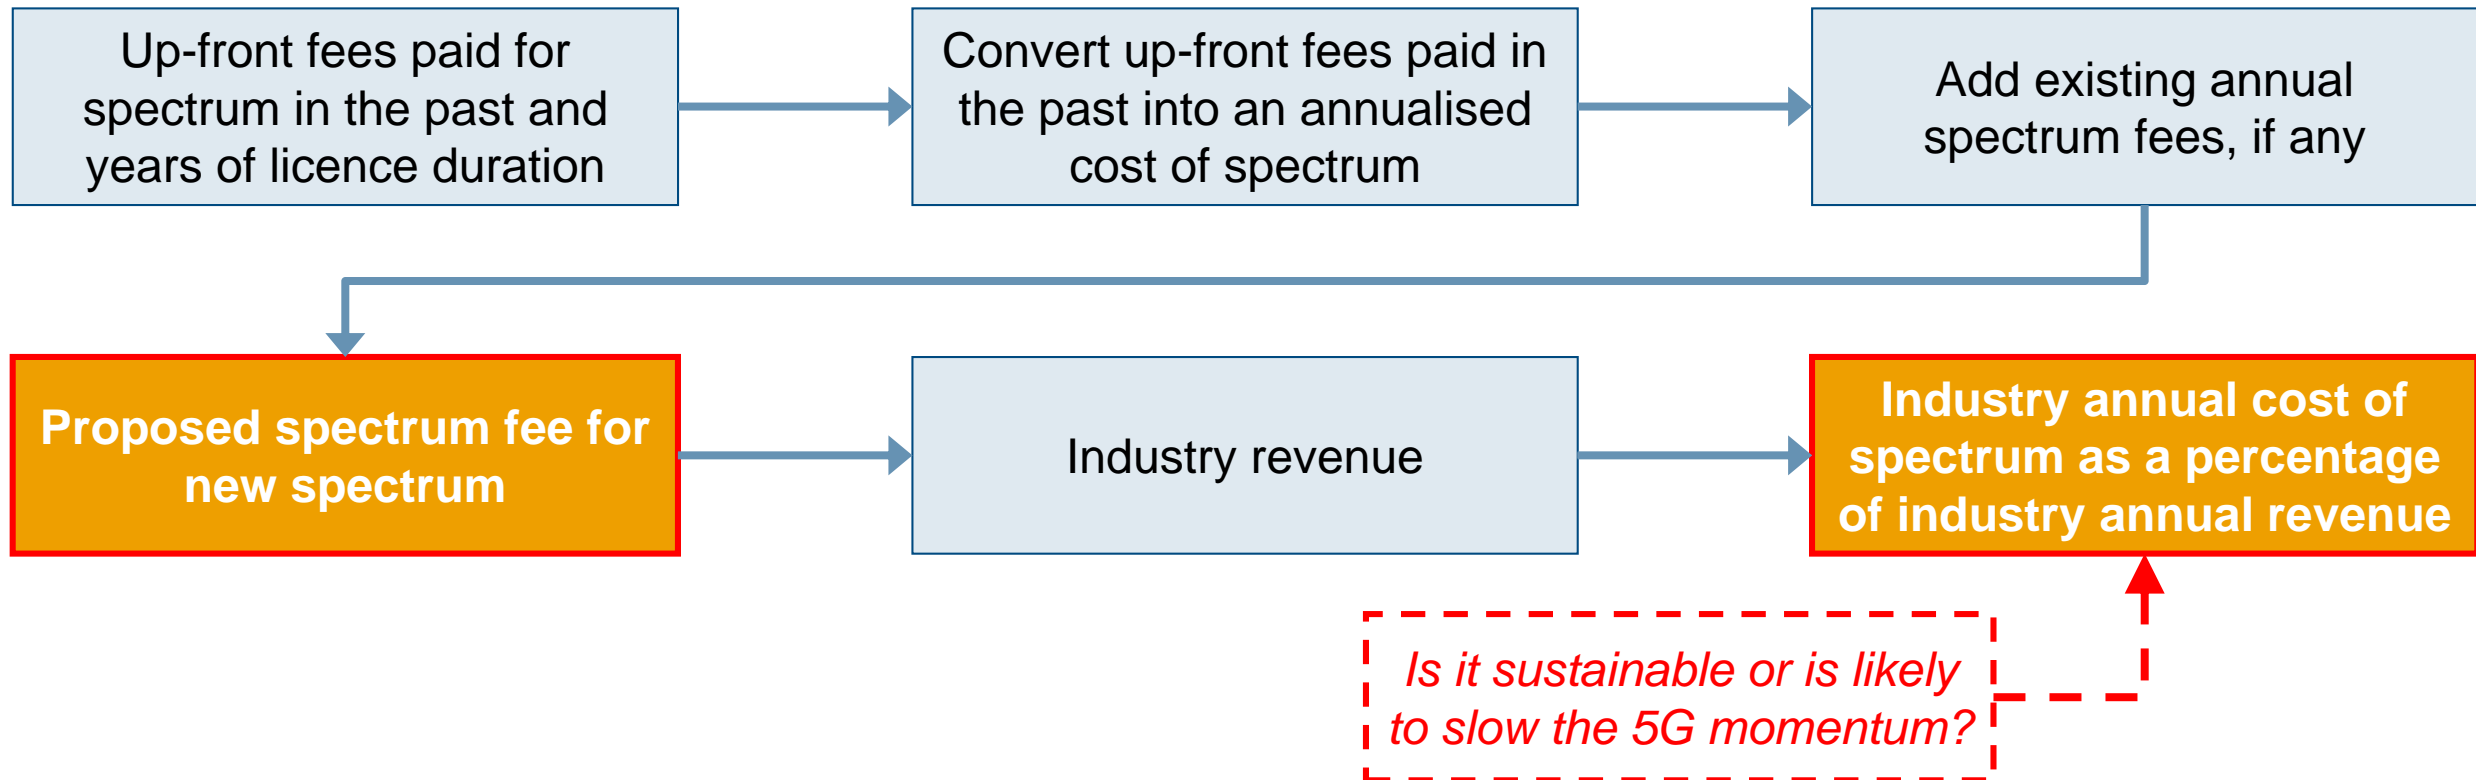 Up-front fees paid for
spectrum in the past and
years of licence duration
Convert up-front fees paid in
the past into an annualised
cost of spectrum
Add existing annual
spectrum fees, if any
Proposed spectrum fee for
new spectrum
Industry revenue
Industry annual cost of
spectrum as a percentage
of industry annual revenue
Is it sustainable or is likely
to slow the 5G momentum?